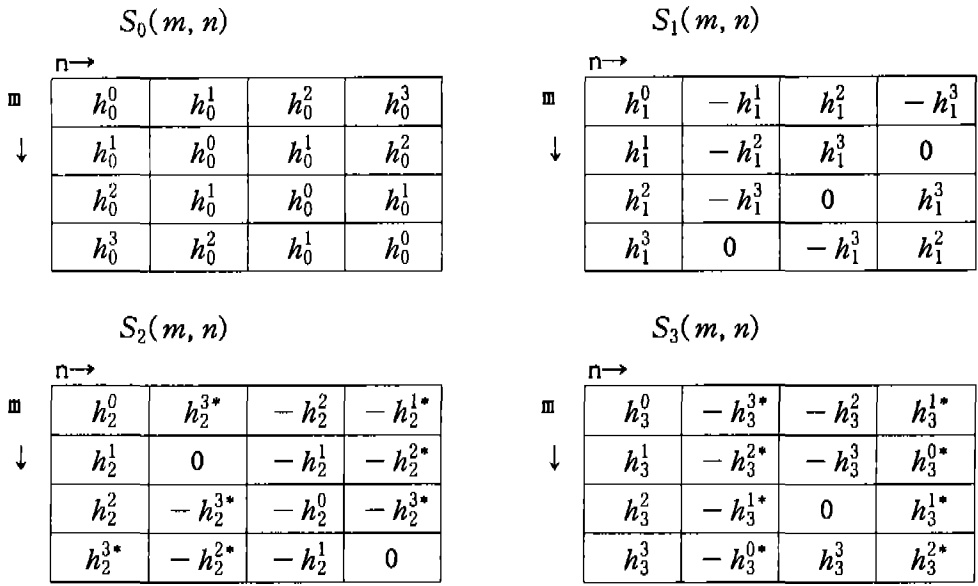 S₀(m, n)
n→
m h₀⁰ h₀¹ h₀² h₀³
↓ h₀¹ h₀⁰ h₀¹ h₀²
h₀² h₀¹ h₀⁰ h₀¹
h₀³ h₀² h₀¹ h₀⁰
S₁(m, n)
n→
m h₁⁰ −h₁¹ h₁² −h₁³
↓ h₁¹ −h₁² h₁³ 0
h₁² −h₁³ 0 h₁³
h₁³ 0 −h₁³ h₁²
S₂(m, n)
n→
m h₂⁰ h₂³* −h₂² −h₂¹*
↓ h₂¹ 0 −h₂¹ −h₂²*
h₂² −h₂³* −h₂⁰ −h₂³*
h₂³* −h₂²* −h₂¹ 0
S₃(m, n)
n→
m h₃⁰ −h₃³* −h₃² h₃¹*
↓ h₃¹ −h₃²* −h₃³ h₃⁰*
h₃² −h₃¹* 0 h₃¹*
h₃³ −h₃⁰* h₃³ h₃²*